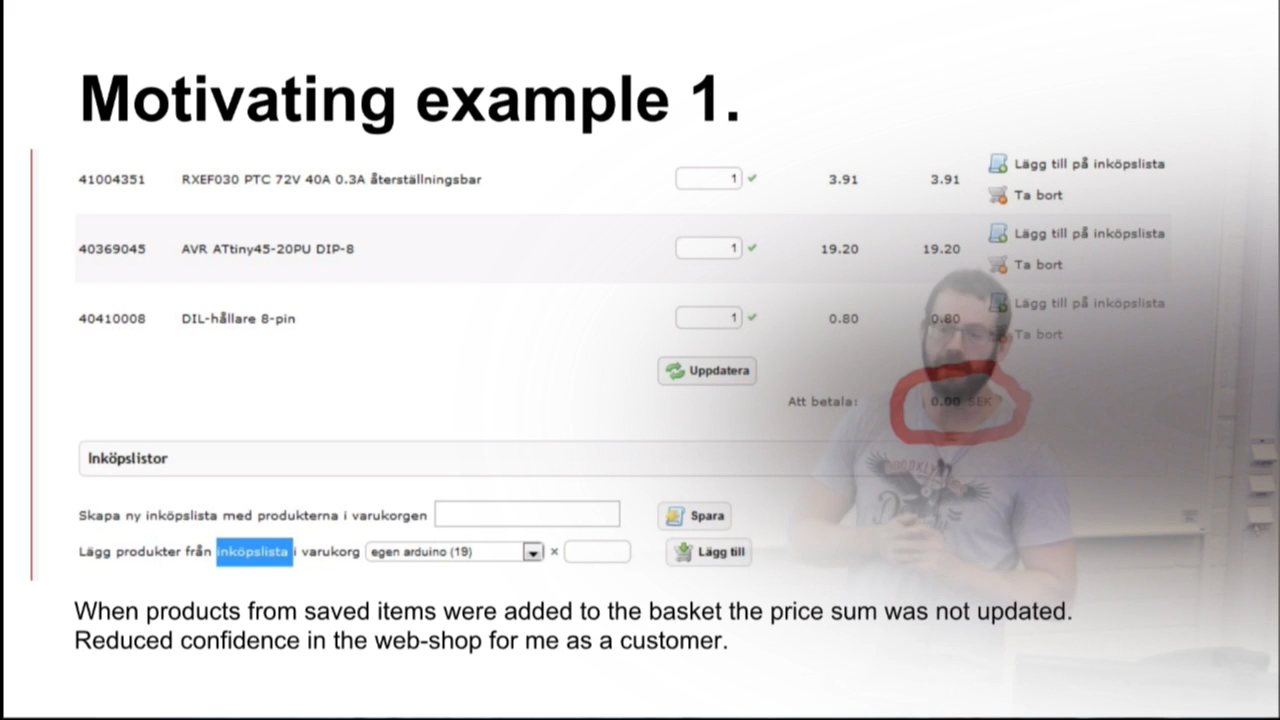 Motivating example 1.
41004351 RXEF030 PTC 72V 40A 0.3A återställningsbar 1 3.91 3.91 Lägg till på inköpslista
Ta bort
40369045 AVR ATtiny45-20PU DIP-8 1 19.20 19.20 Lägg till på inköpslista
Ta bort
40410008 DIL-hållare 8-pin 1 0.80 0.80 Lägg till på inköpslista
Ta bort
Uppdatera
Att betala: 0.00 SEK
Inköpslistor
Skapa ny inköpslista med produkterna i varukorgen Spara
Lägg produkter från inköpslista i varukorg egen arduino (19) × Lägg till
BROOKLYN
When products from saved items were added to the basket the price sum was not updated.
Reduced confidence in the web-shop for me as a customer.